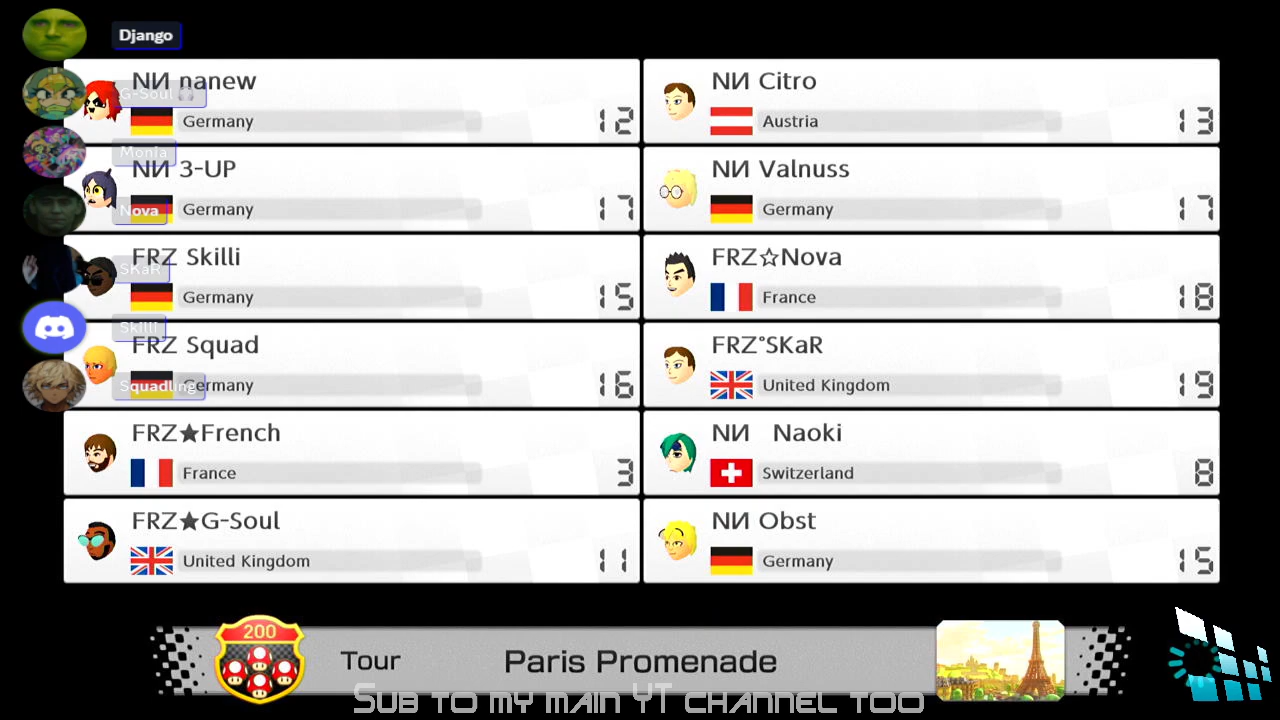 Django
NИ nanew
G-Soul
Germany
12
NИ Citro
Austria
13
Monia
NИ 3-UP
Nova
Germany
17
NИ Valnuss
Germany
17
FRZ Skilli
SKaR
Germany
15
FRZ☆Nova
France
18
Skilli
FRZ Squad
Squadling
Germany
16
FRZ°SKaR
United Kingdom
19
FRZ★French
France
3
NИ Naoki
Switzerland
8
FRZ★G-Soul
United Kingdom
11
NИ Obst
Germany
15
200
Tour Paris Promenade
Sub to my main YT channel too